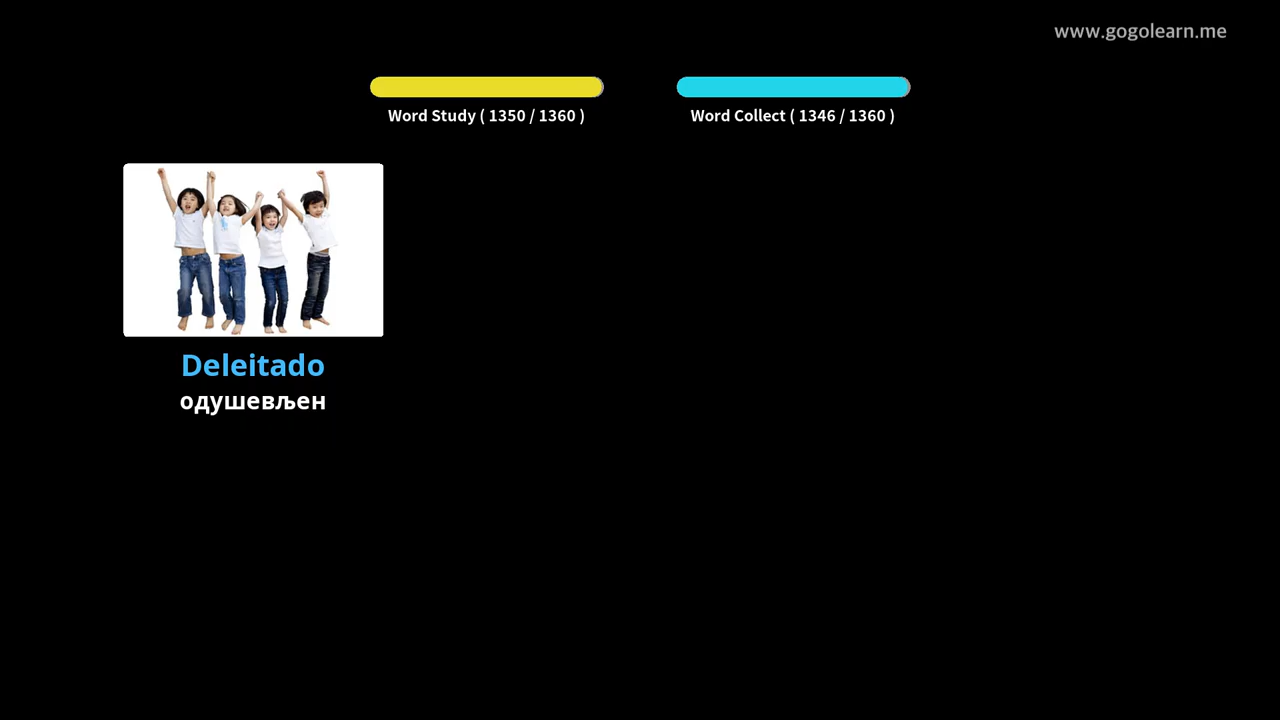 www.gogolearn.me
Word Study ( 1350 / 1360 )
Word Collect ( 1346 / 1360 )
Deleitado
одушевљен